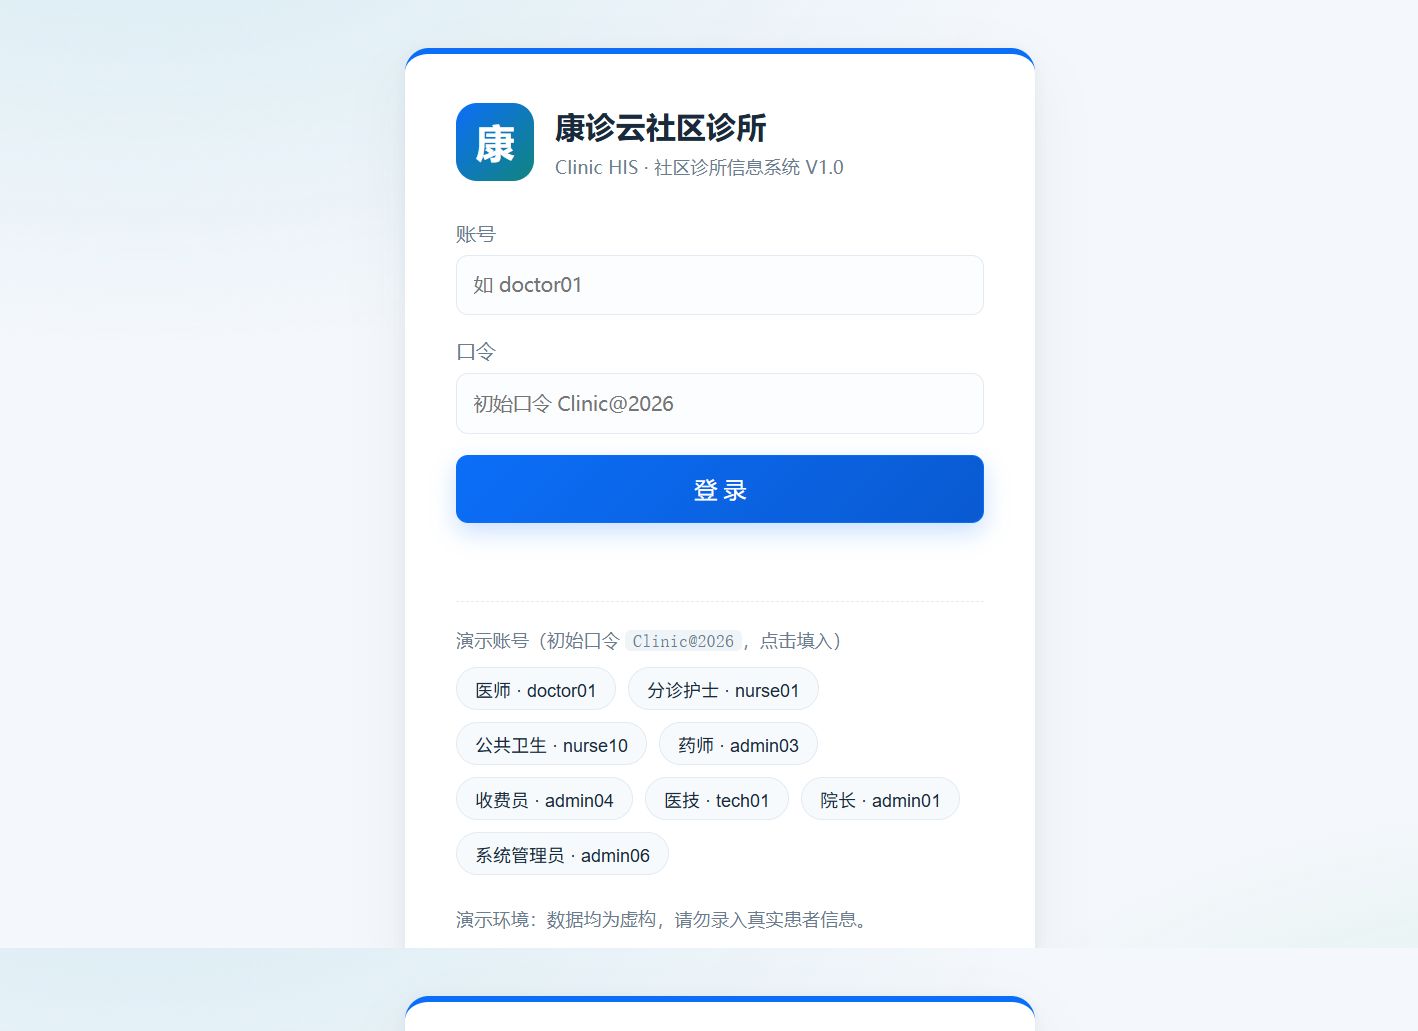 康
康诊云社区诊所
Clinic HIS · 社区诊所信息系统 V1.0
账号
如 doctor01
口令
初始口令 Clinic@2026
登 录
演示账号（初始口令 Clinic@2026，点击填入）
医师 · doctor01
分诊护士 · nurse01
公共卫生 · nurse10
药师 · admin03
收费员 · admin04
医技 · tech01
院长 · admin01
系统管理员 · admin06
演示环境：数据均为虚构，请勿录入真实患者信息。